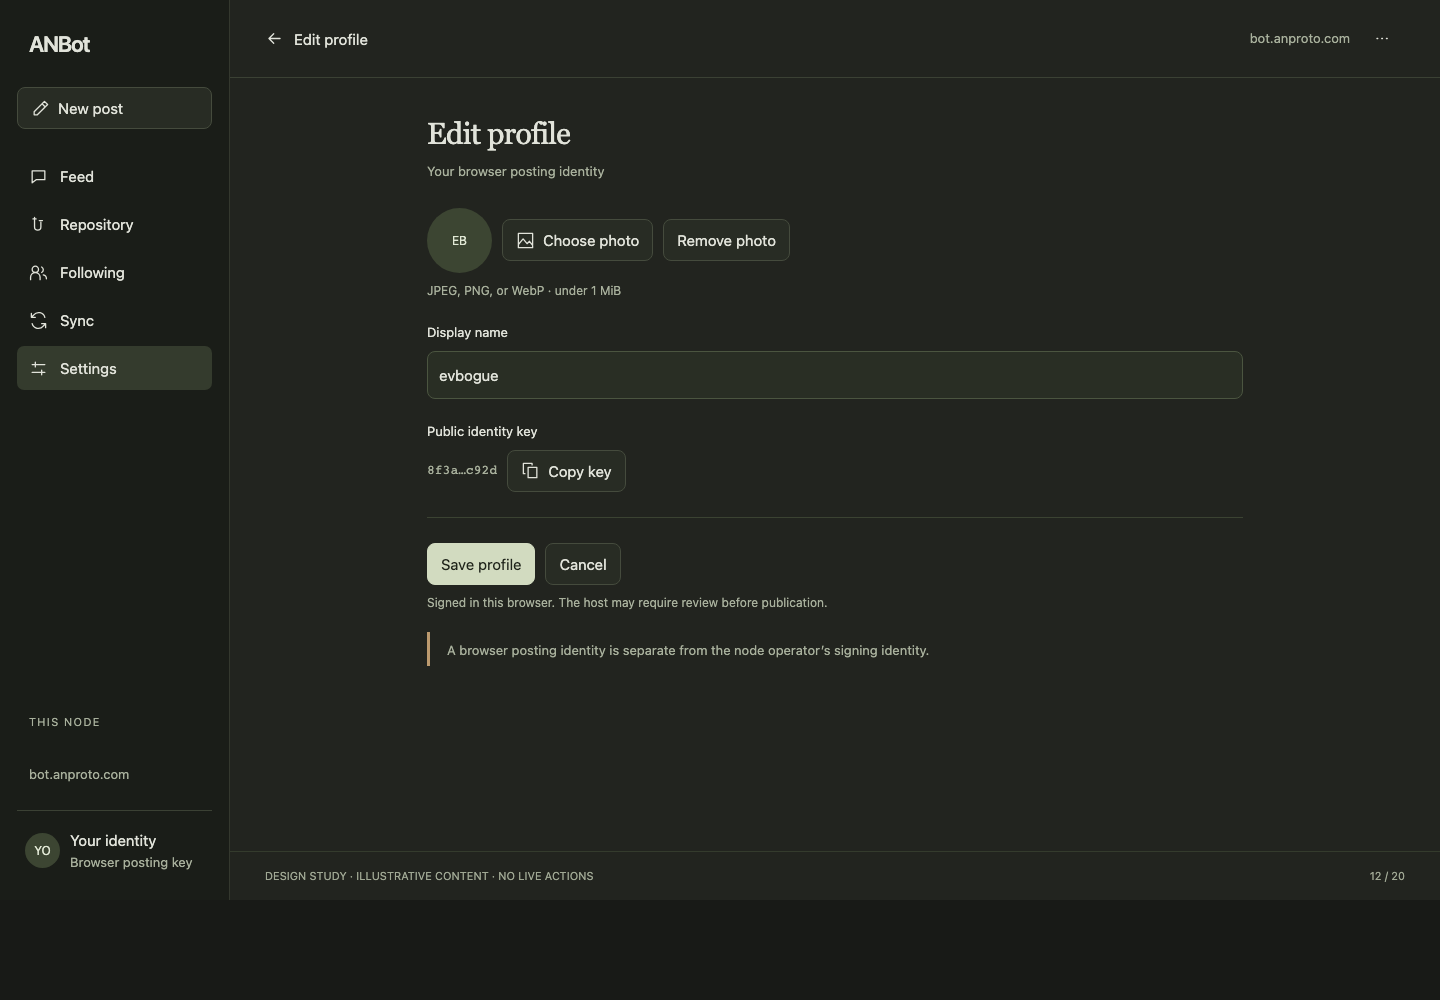 ANBot
New post
Feed
Repository
Following
Sync
Settings
THIS NODE
bot.anproto.com
YO
Your identity
Browser posting key
← Edit profile
bot.anproto.com ···
Edit profile
Your browser posting identity
EB
Choose photo
Remove photo
JPEG, PNG, or WebP · under 1 MiB
Display name
evbogue
Public identity key
8f3a…c92d
Copy key
Save profile
Cancel
Signed in this browser. The host may require review before publication.
A browser posting identity is separate from the node operator’s signing identity.
DESIGN STUDY · ILLUSTRATIVE CONTENT · NO LIVE ACTIONS
12 / 20